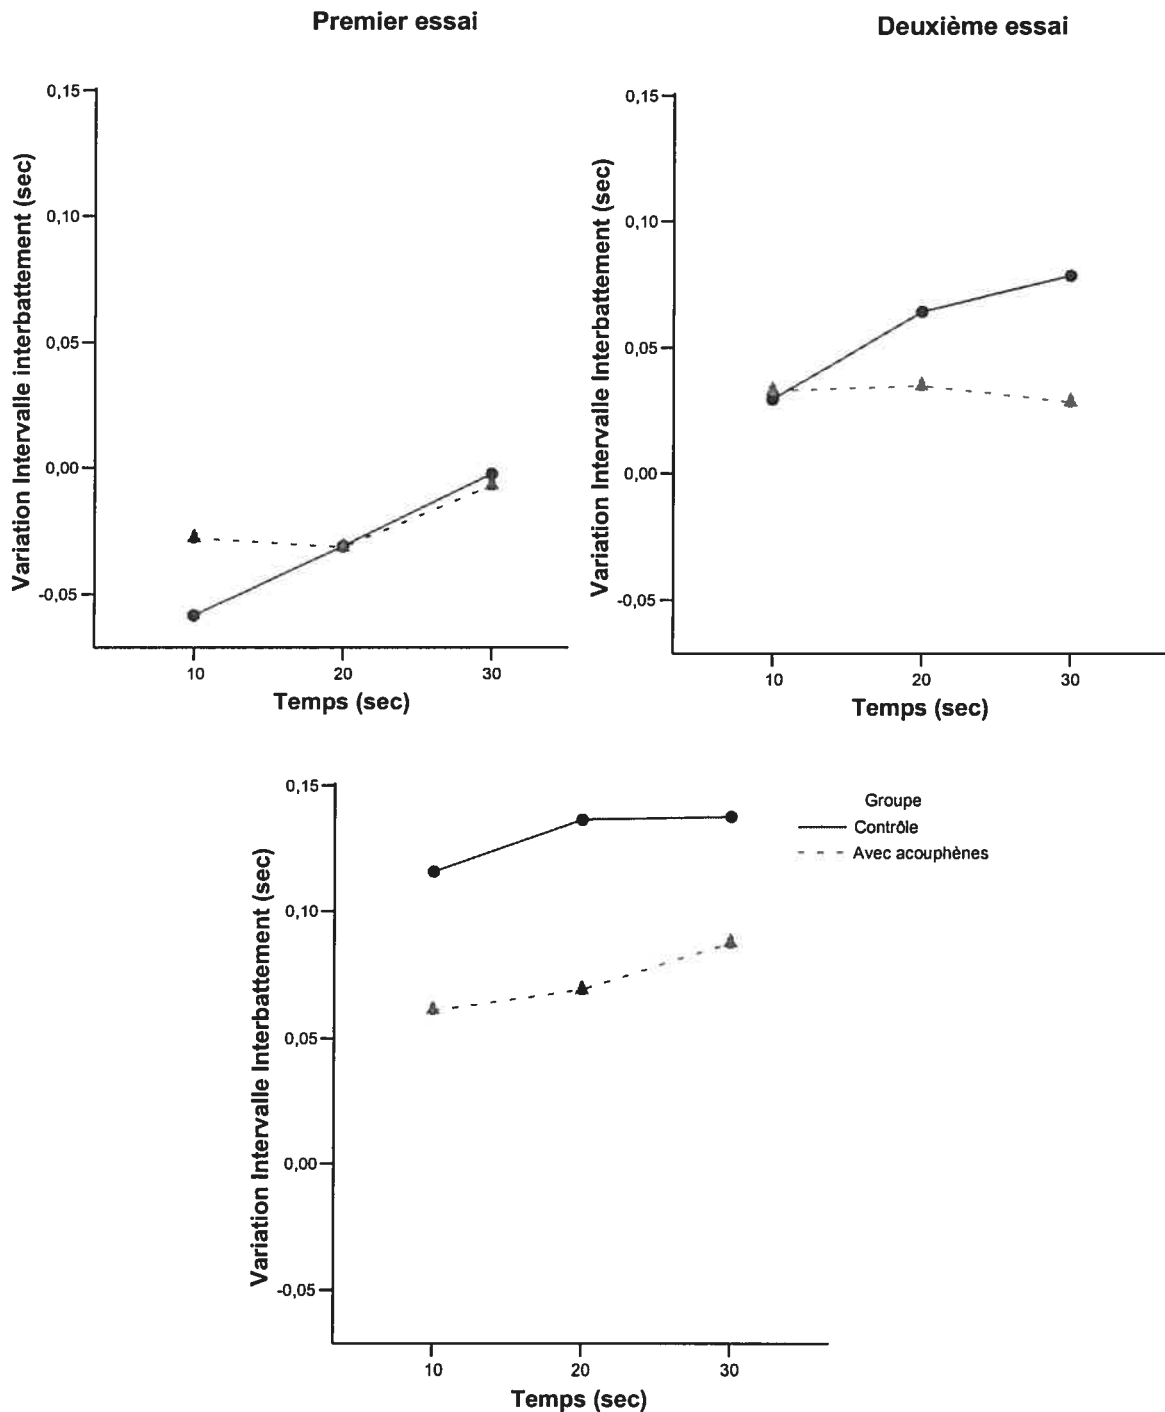 Premier essai
Variation Intervalle interbattement (sec)
0,15
0,10
0,05
0,00
-0,05
10
20
30
Temps (sec)
Deuxième essai
Variation Intervalle Interbattement (sec)
0,15
0,10
0,05
0,00
-0,05
10
20
30
Temps (sec)
Variation Intervalle Interbattement (sec)
0,15
0,10
0,05
0,00
-0,05
10
20
30
Temps (sec)
Groupe
Contrôle
Avec acouphènes